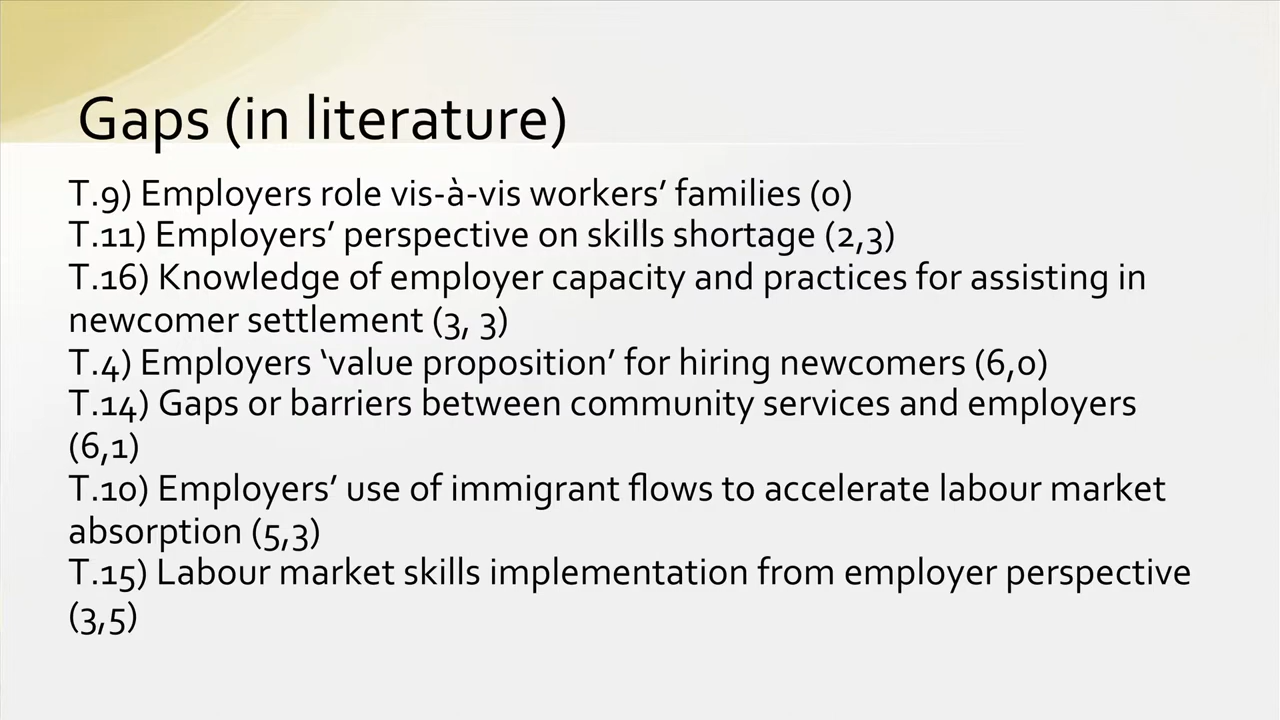 Gaps (in literature)
T.9) Employers role vis-à-vis workers’ families (0)
T.11) Employers’ perspective on skills shortage (2,3)
T.16) Knowledge of employer capacity and practices for assisting in
newcomer settlement (3, 3)
T.4) Employers ‘value proposition’ for hiring newcomers (6,0)
T.14) Gaps or barriers between community services and employers
(6,1)
T.10) Employers’ use of immigrant flows to accelerate labour market
absorption (5,3)
T.15) Labour market skills implementation from employer perspective
(3,5)